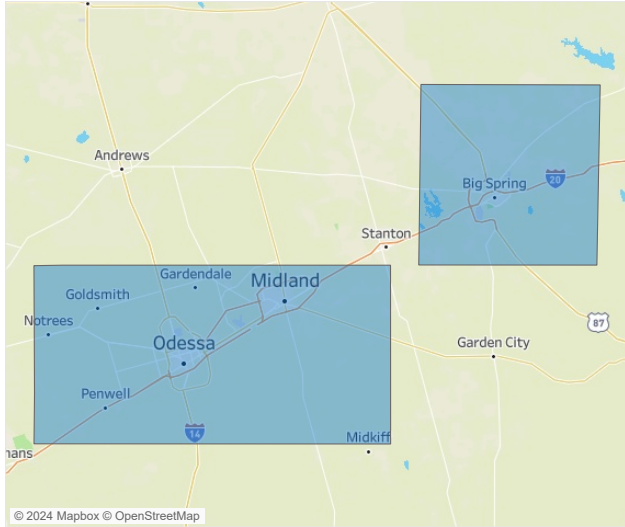 Andrews
Big Spring
20
Stanton
Gardendale
Midland
Goldsmith
Notrees
87
Odessa
Garden City
Penwell
14
Midkiff
nans
© 2024 Mapbox © OpenStreetMap